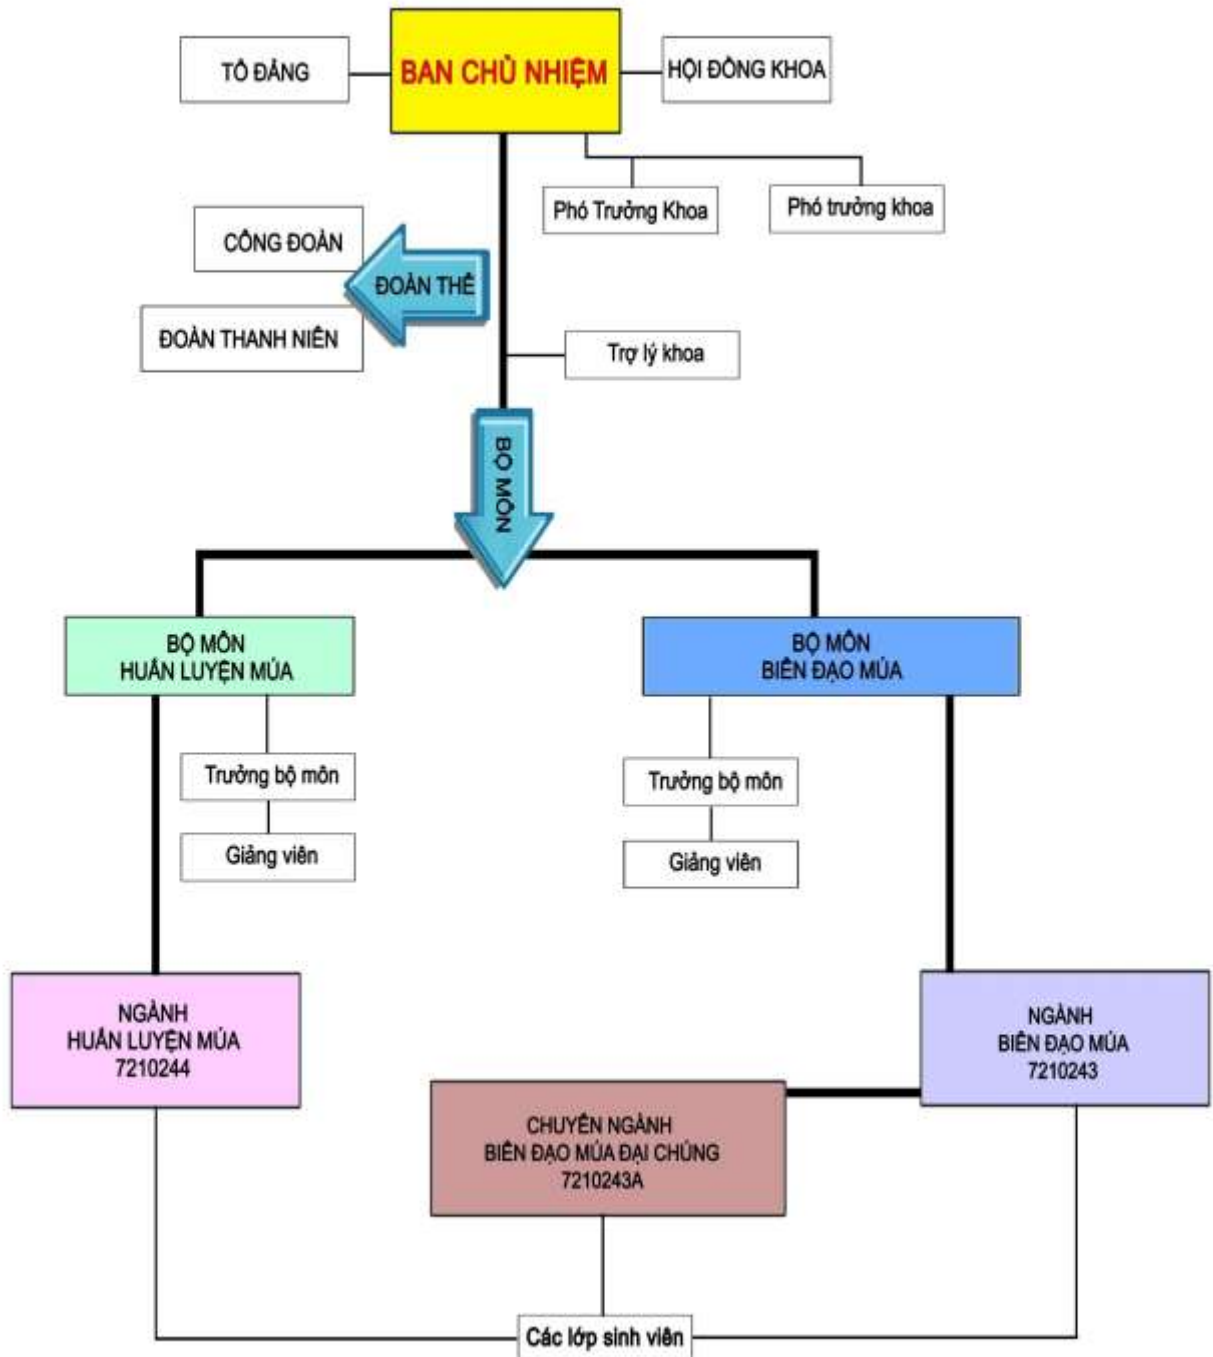 TỔ ĐẢNG
BAN CHỦ NHIỆM
HỘI ĐỒNG KHOA
Phó Trưởng Khoa
Phó trưởng khoa
CÔNG ĐOÀN
ĐOÀN THỂ
ĐOÀN THANH NIÊN
Trợ lý khoa
BỘ MÔN
BỘ MÔN
HUẤN LUYỆN MÚA
BỘ MÔN
BIÊN ĐẠO MÚA
Trưởng bộ môn
Giảng viên
Trưởng bộ môn
Giảng viên
NGÀNH
HUẤN LUYỆN MÚA
7210244
NGÀNH
BIÊN ĐẠO MÚA
7210243
CHUYÊN NGÀNH
BIÊN ĐẠO MÚA ĐẠI CHÚNG
7210243A
Các lớp sinh viên